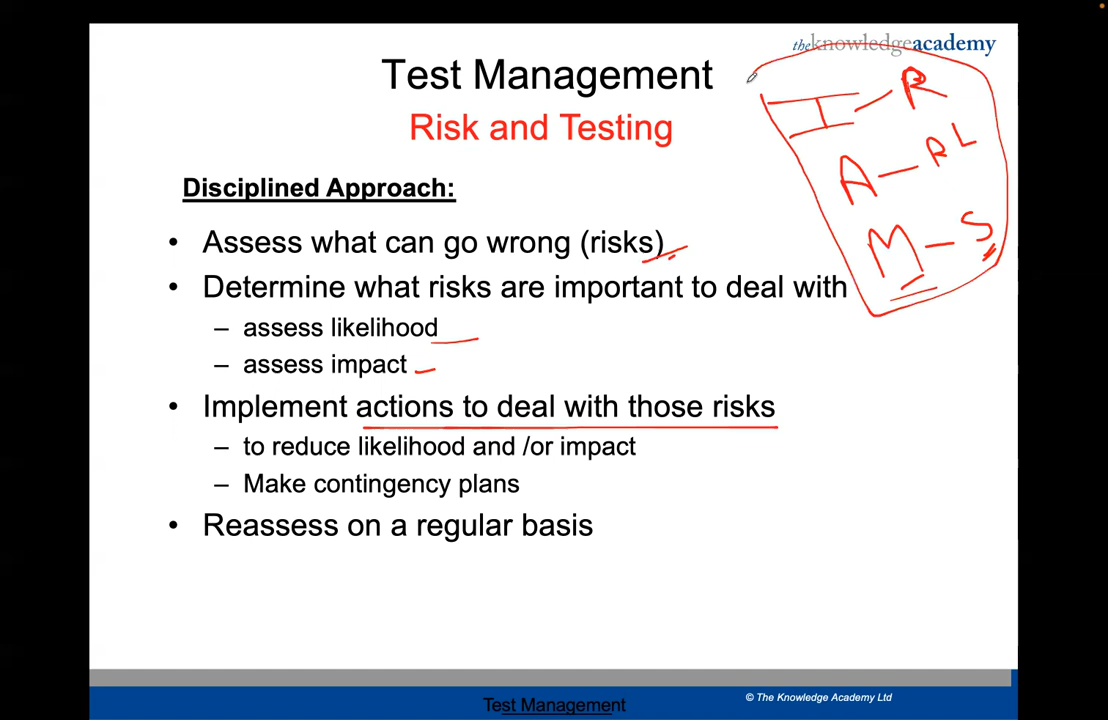 theknowledgeacademy
Test Management
Risk and Testing
I – R
A – RL
M – S
Disciplined Approach:
• Assess what can go wrong (risks)
• Determine what risks are important to deal with
– assess likelihood
– assess impact
• Implement actions to deal with those risks
– to reduce likelihood and /or impact
– Make contingency plans
• Reassess on a regular basis
Test Management
© The Knowledge Academy Ltd